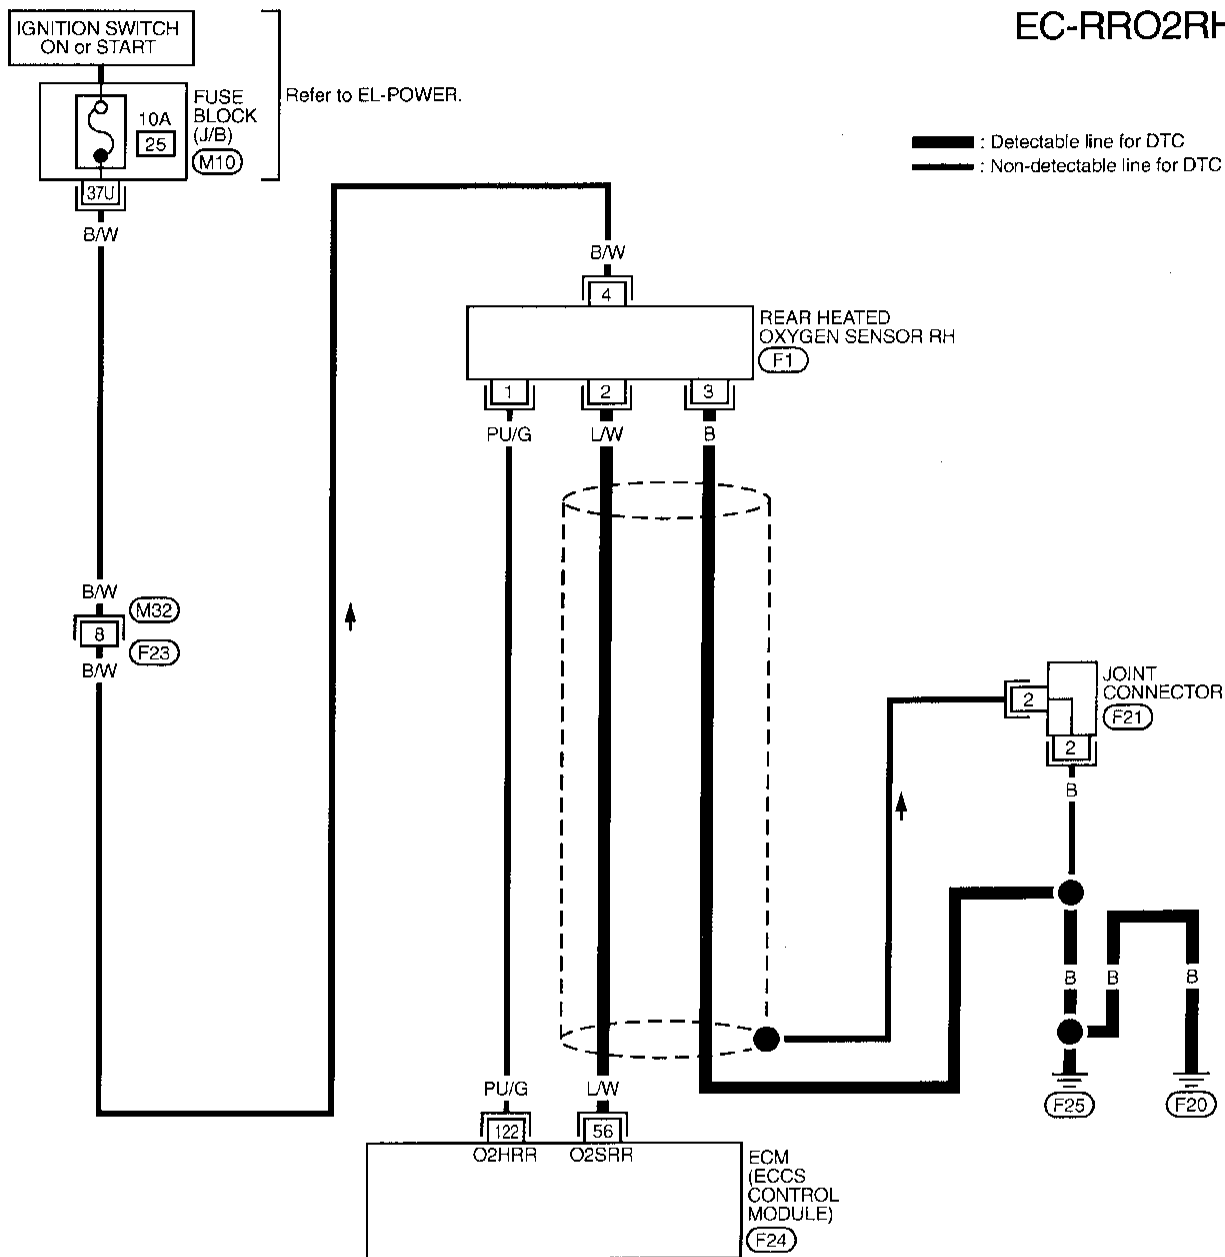 EC-RRO2RH
IGNITION SWITCH
ON or START
Refer to EL-POWER.
FUSE
BLOCK
(J/B)
M10
10A
25
37U
B/W
: Detectable line for DTC
: Non-detectable line for DTC
B/W
4
REAR HEATED
OXYGEN SENSOR RH
F1
1
2
3
PU/G
L/W
B
B/W
M32
8
F23
B/W
JOINT
CONNECTOR
F21
2
2
B
B
B
B
F25
F20
PU/G
L/W
122
56
O2HRR
O2SRR
ECM
(ECCS
CONTROL
MODULE)
F24